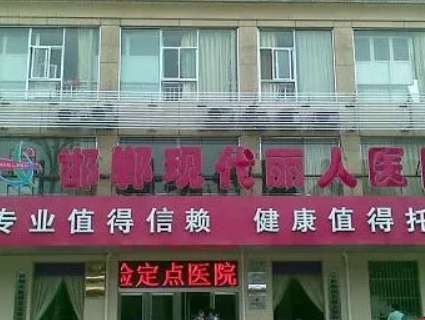 邯郸现代丽人医
专业值得信赖 健康值得托
检定点医院